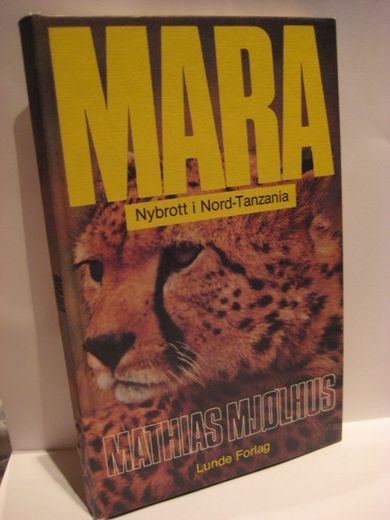 MARA
Nybrott i Nord-Tanzania
MATHIAS MJØLHUS
Lunde Forlag